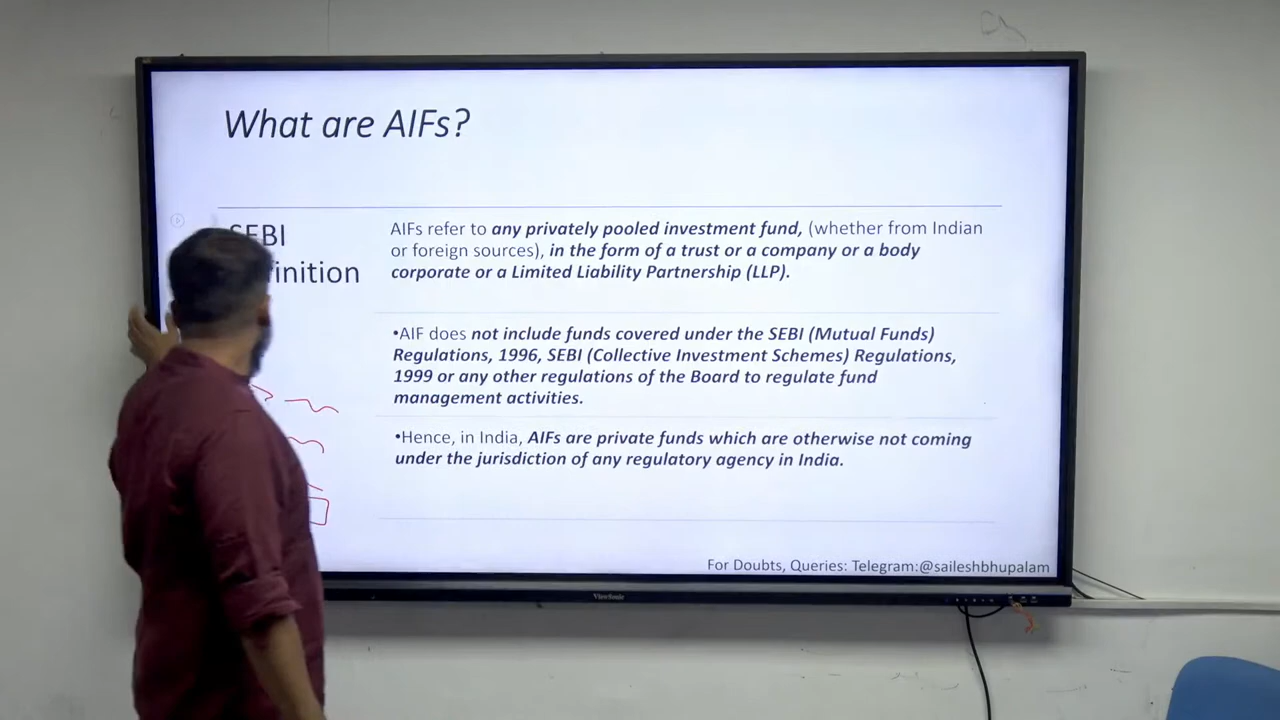 What are AIFs?
SEBI
AIFs refer to any privately pooled investment fund, (whether from Indian
or foreign sources), in the form of a trust or a company or a body
corporate or a Limited Liability Partnership (LLP).
•AIF does not include funds covered under the SEBI (Mutual Funds)
Regulations, 1996, SEBI (Collective Investment Schemes) Regulations,
1999 or any other regulations of the Board to regulate fund
management activities.
•Hence, in India, AIFs are private funds which are otherwise not coming
under the jurisdiction of any regulatory agency in India.
For Doubts, Queries: Telegram:@saileshbhupalam
ViewSonic